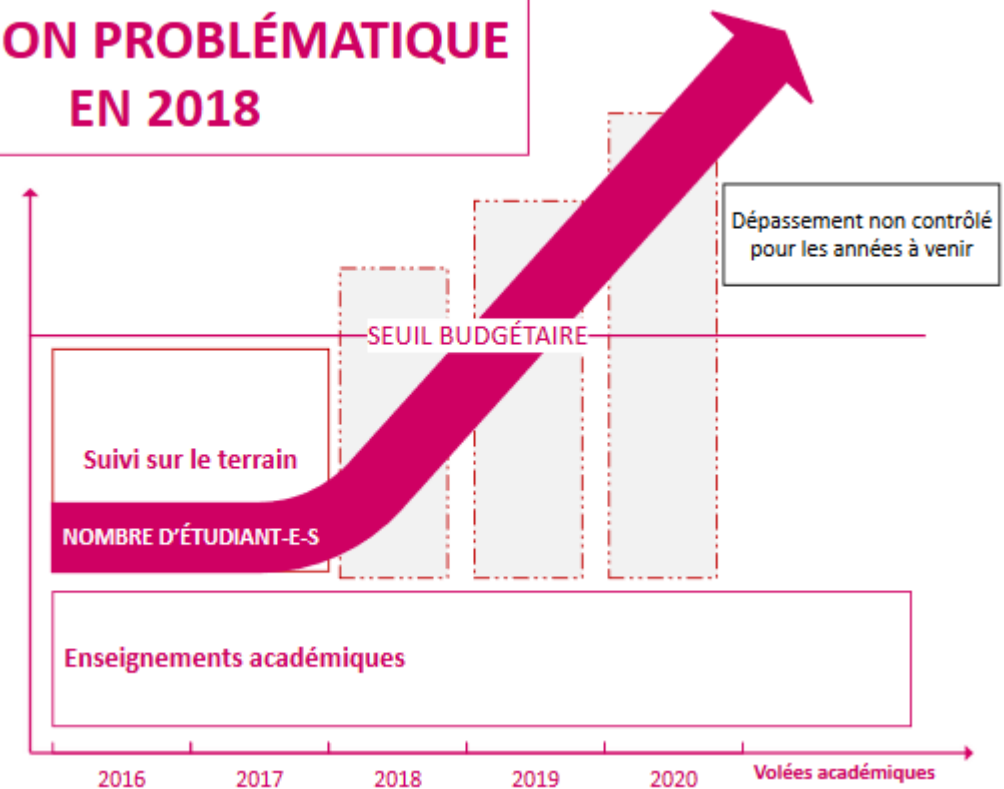 ON PROBLÉMATIQUE
EN 2018
Dépassement non contrôlé
pour les années à venir
SEUIL BUDGÉTAIRE
Suivi sur le terrain
NOMBRE D'ÉTUDIANT-E-S
Enseignements académiques
2016 2017 2018 2019 2020 Volées académiques